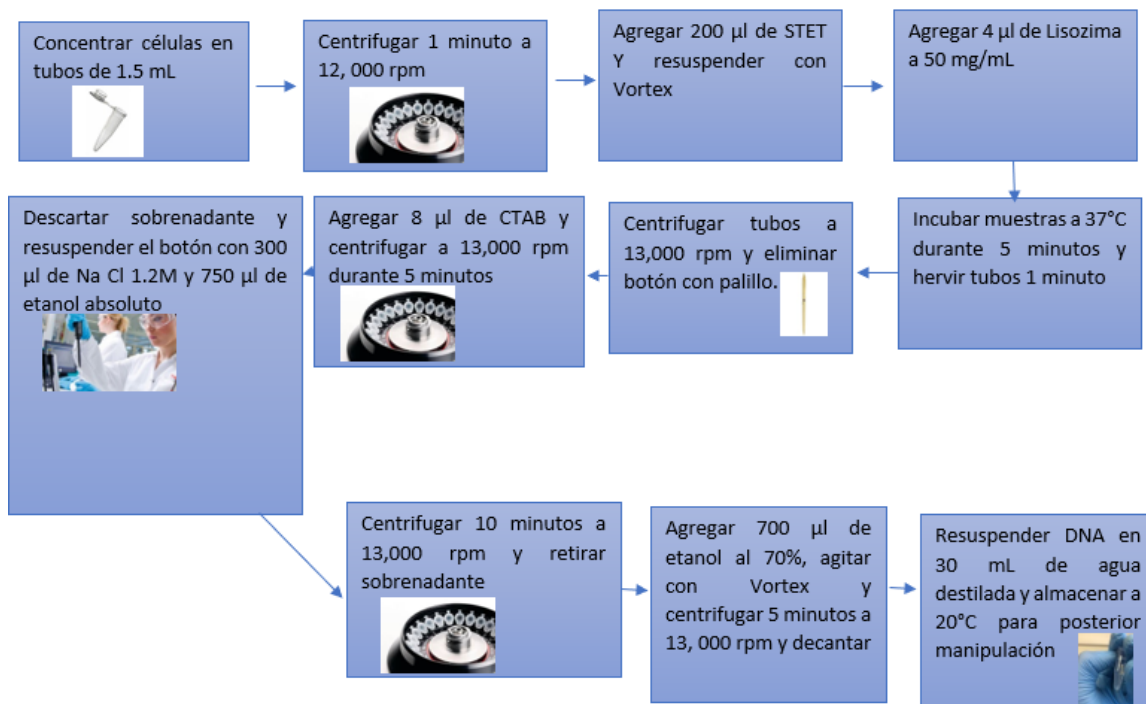 Concentrar células en
tubos de 1.5 mL
Centrifugar 1 minuto a
12, 000 rpm
Agregar 200 µl de STET
Y resuspender con
Vortex
Agregar 4 µl de Lisozima
a 50 mg/mL
Incubar muestras a 37°C
durante 5 minutos y
hervir tubos 1 minuto
Centrifugar tubos a
13,000 rpm y eliminar
botón con palillo.
Agregar 8 µl de CTAB y
centrifugar a 13,000 rpm
durante 5 minutos
Descartar sobrenadante y
resuspender el botón con 300
µl de Na Cl 1.2M y 750 µl de
etanol absoluto
Centrifugar 10 minutos a
13,000 rpm y retirar
sobrenadante
Agregar 700 µl de
etanol al 70%, agitar
con Vortex y
centrifugar 5 minutos a
13, 000 rpm y decantar
Resuspender DNA en
30 mL de agua
destilada y almacenar a
20°C para posterior
manipulación